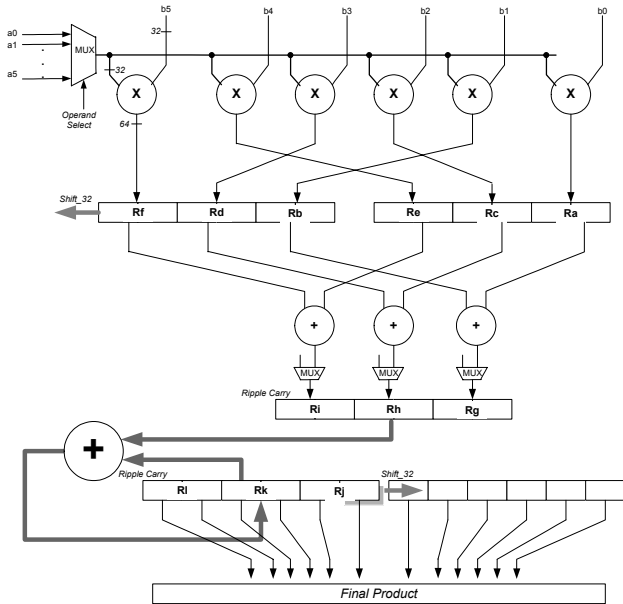 b5 b4 b3 b2 b1 b0
a0
a1
.
.
.
a5
MUX
32
32
Operand
Select
X X X X X X
64
Shift_32
Rf Rd Rb Re Rc Ra
+ + +
MUX MUX MUX
Ripple Carry
Ri Rh Rg
+
Ripple Carry
Shift_32
Rl Rk Rj
Final Product